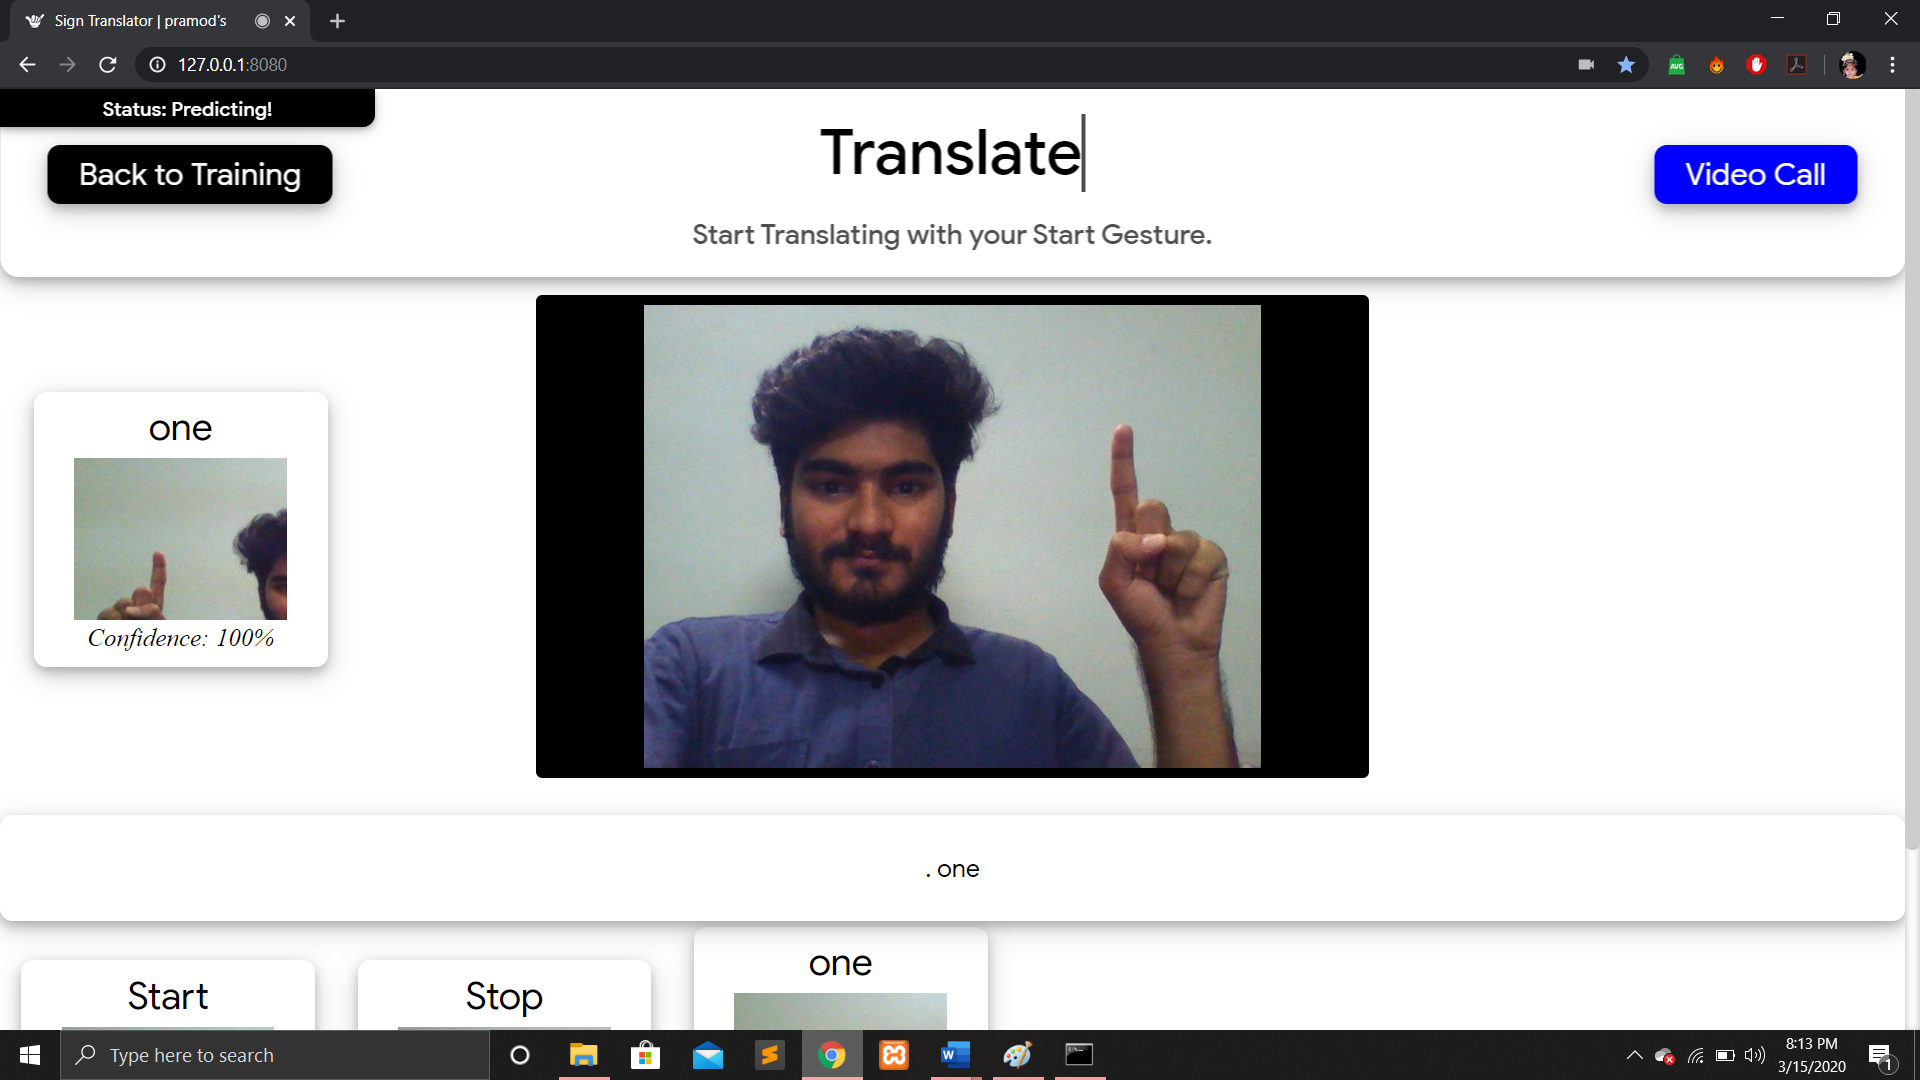 Sign Translator | pramod's
127.0.0.1:8080
AVG
Status: Predicting!
Back to Training
Translate
Video Call
Start Translating with your Start Gesture.
one
Confidence: 100%
. one
Start
Stop
one
Type here to search
W
8:13 PM
3/15/2020
1